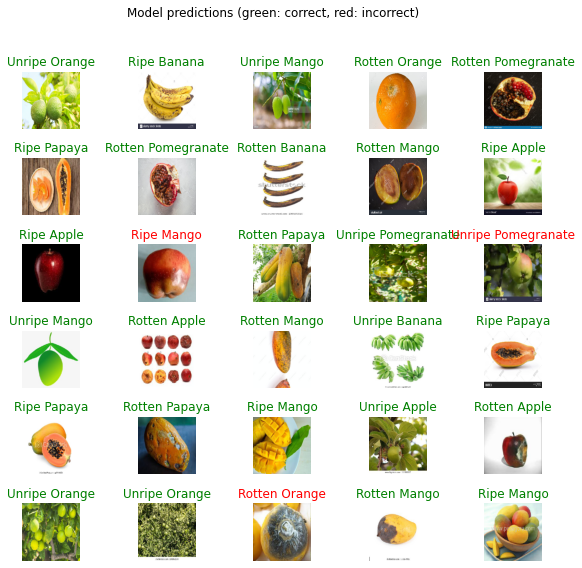 Model predictions (green: correct, red: incorrect)
Unripe Orange Ripe Banana Unripe Mango Rotten Orange Rotten Pomegranate
Ripe Papaya Rotten Pomegranate Rotten Banana Rotten Mango Ripe Apple
Ripe Apple Ripe Mango Rotten Papaya Unripe Pomegranate Unripe Pomegranate
Unripe Mango Rotten Apple Rotten Mango Unripe Banana Ripe Papaya
Ripe Papaya Rotten Papaya Ripe Mango Unripe Apple Rotten Apple
Unripe Orange Unripe Orange Rotten Orange Rotten Mango Ripe Mango